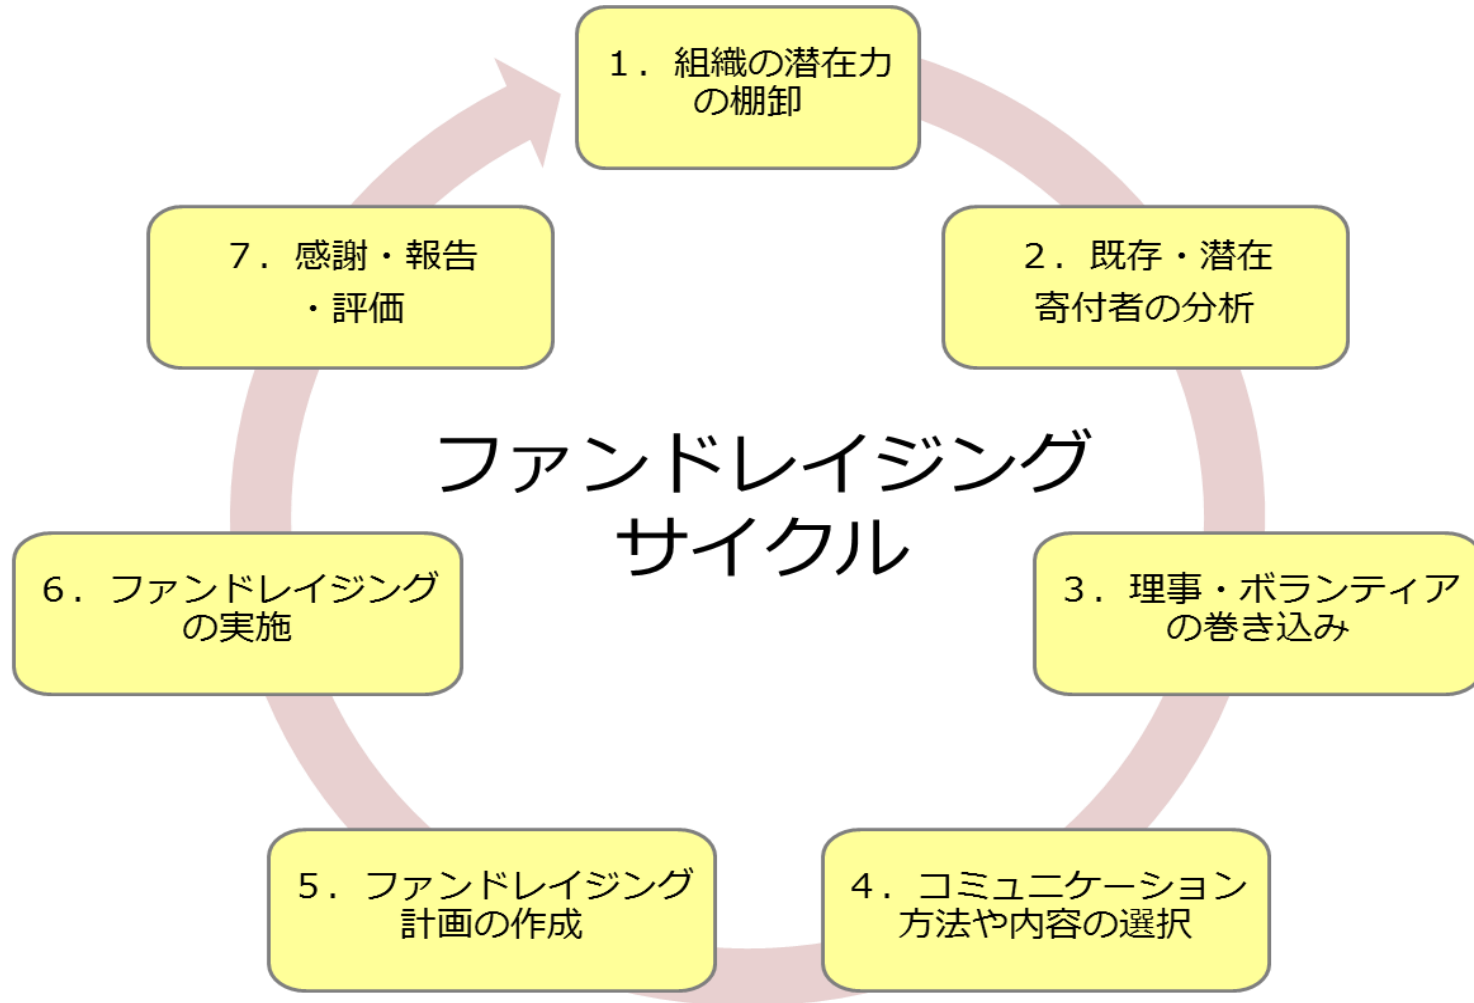 1. 組織の潜在力
の棚卸
2. 既存・潜在
寄付者の分析
3. 理事・ボランティア
の巻き込み
4. コミュニケーション
方法や内容の選択
5. ファンドレイジング
計画の作成
6. ファンドレイジング
の実施
7. 感謝・報告
・評価
ファンドレイジング
サイクル